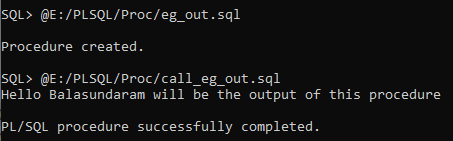 SQL> @E:/PLSQL/Proc/eg_out.sql
Procedure created.
SQL> @E:/PLSQL/Proc/call_eg_out.sql
Hello Balasundaram will be the output of this procedure
PL/SQL procedure successfully completed.